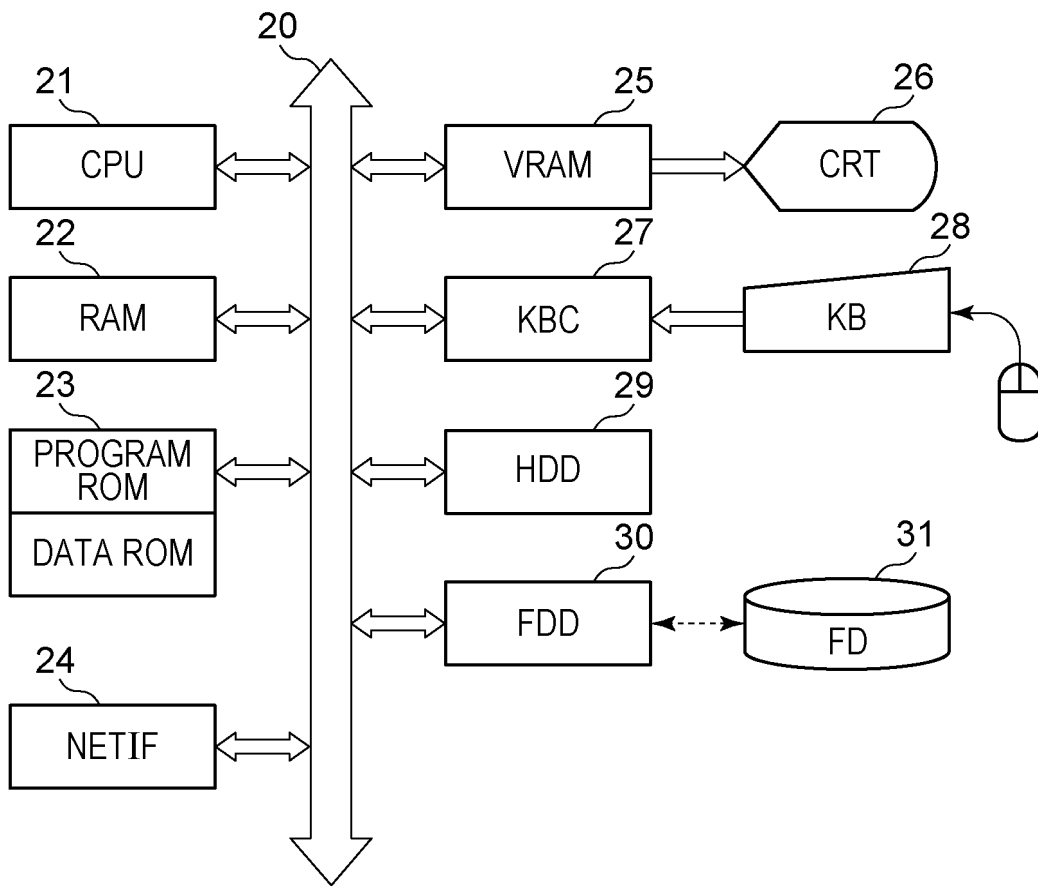 20
21
25
26
CPU
VRAM
CRT
22
27
28
RAM
KBC
KB
23
29
PROGRAM
ROM
HDD
DATA ROM
30
31
FDD
FD
24
NETIF